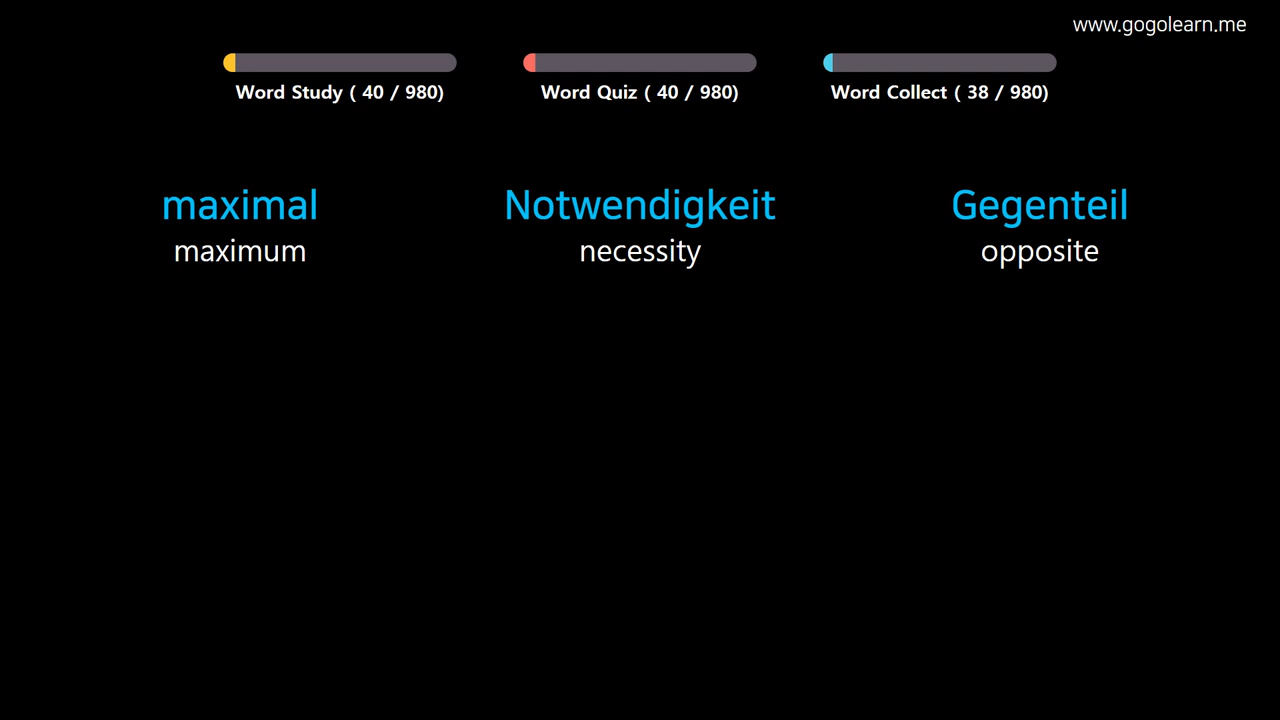 www.gogolearn.me
Word Study ( 40 / 980)
Word Quiz ( 40 / 980)
Word Collect ( 38 / 980)
maximal
maximum
Notwendigkeit
necessity
Gegenteil
opposite